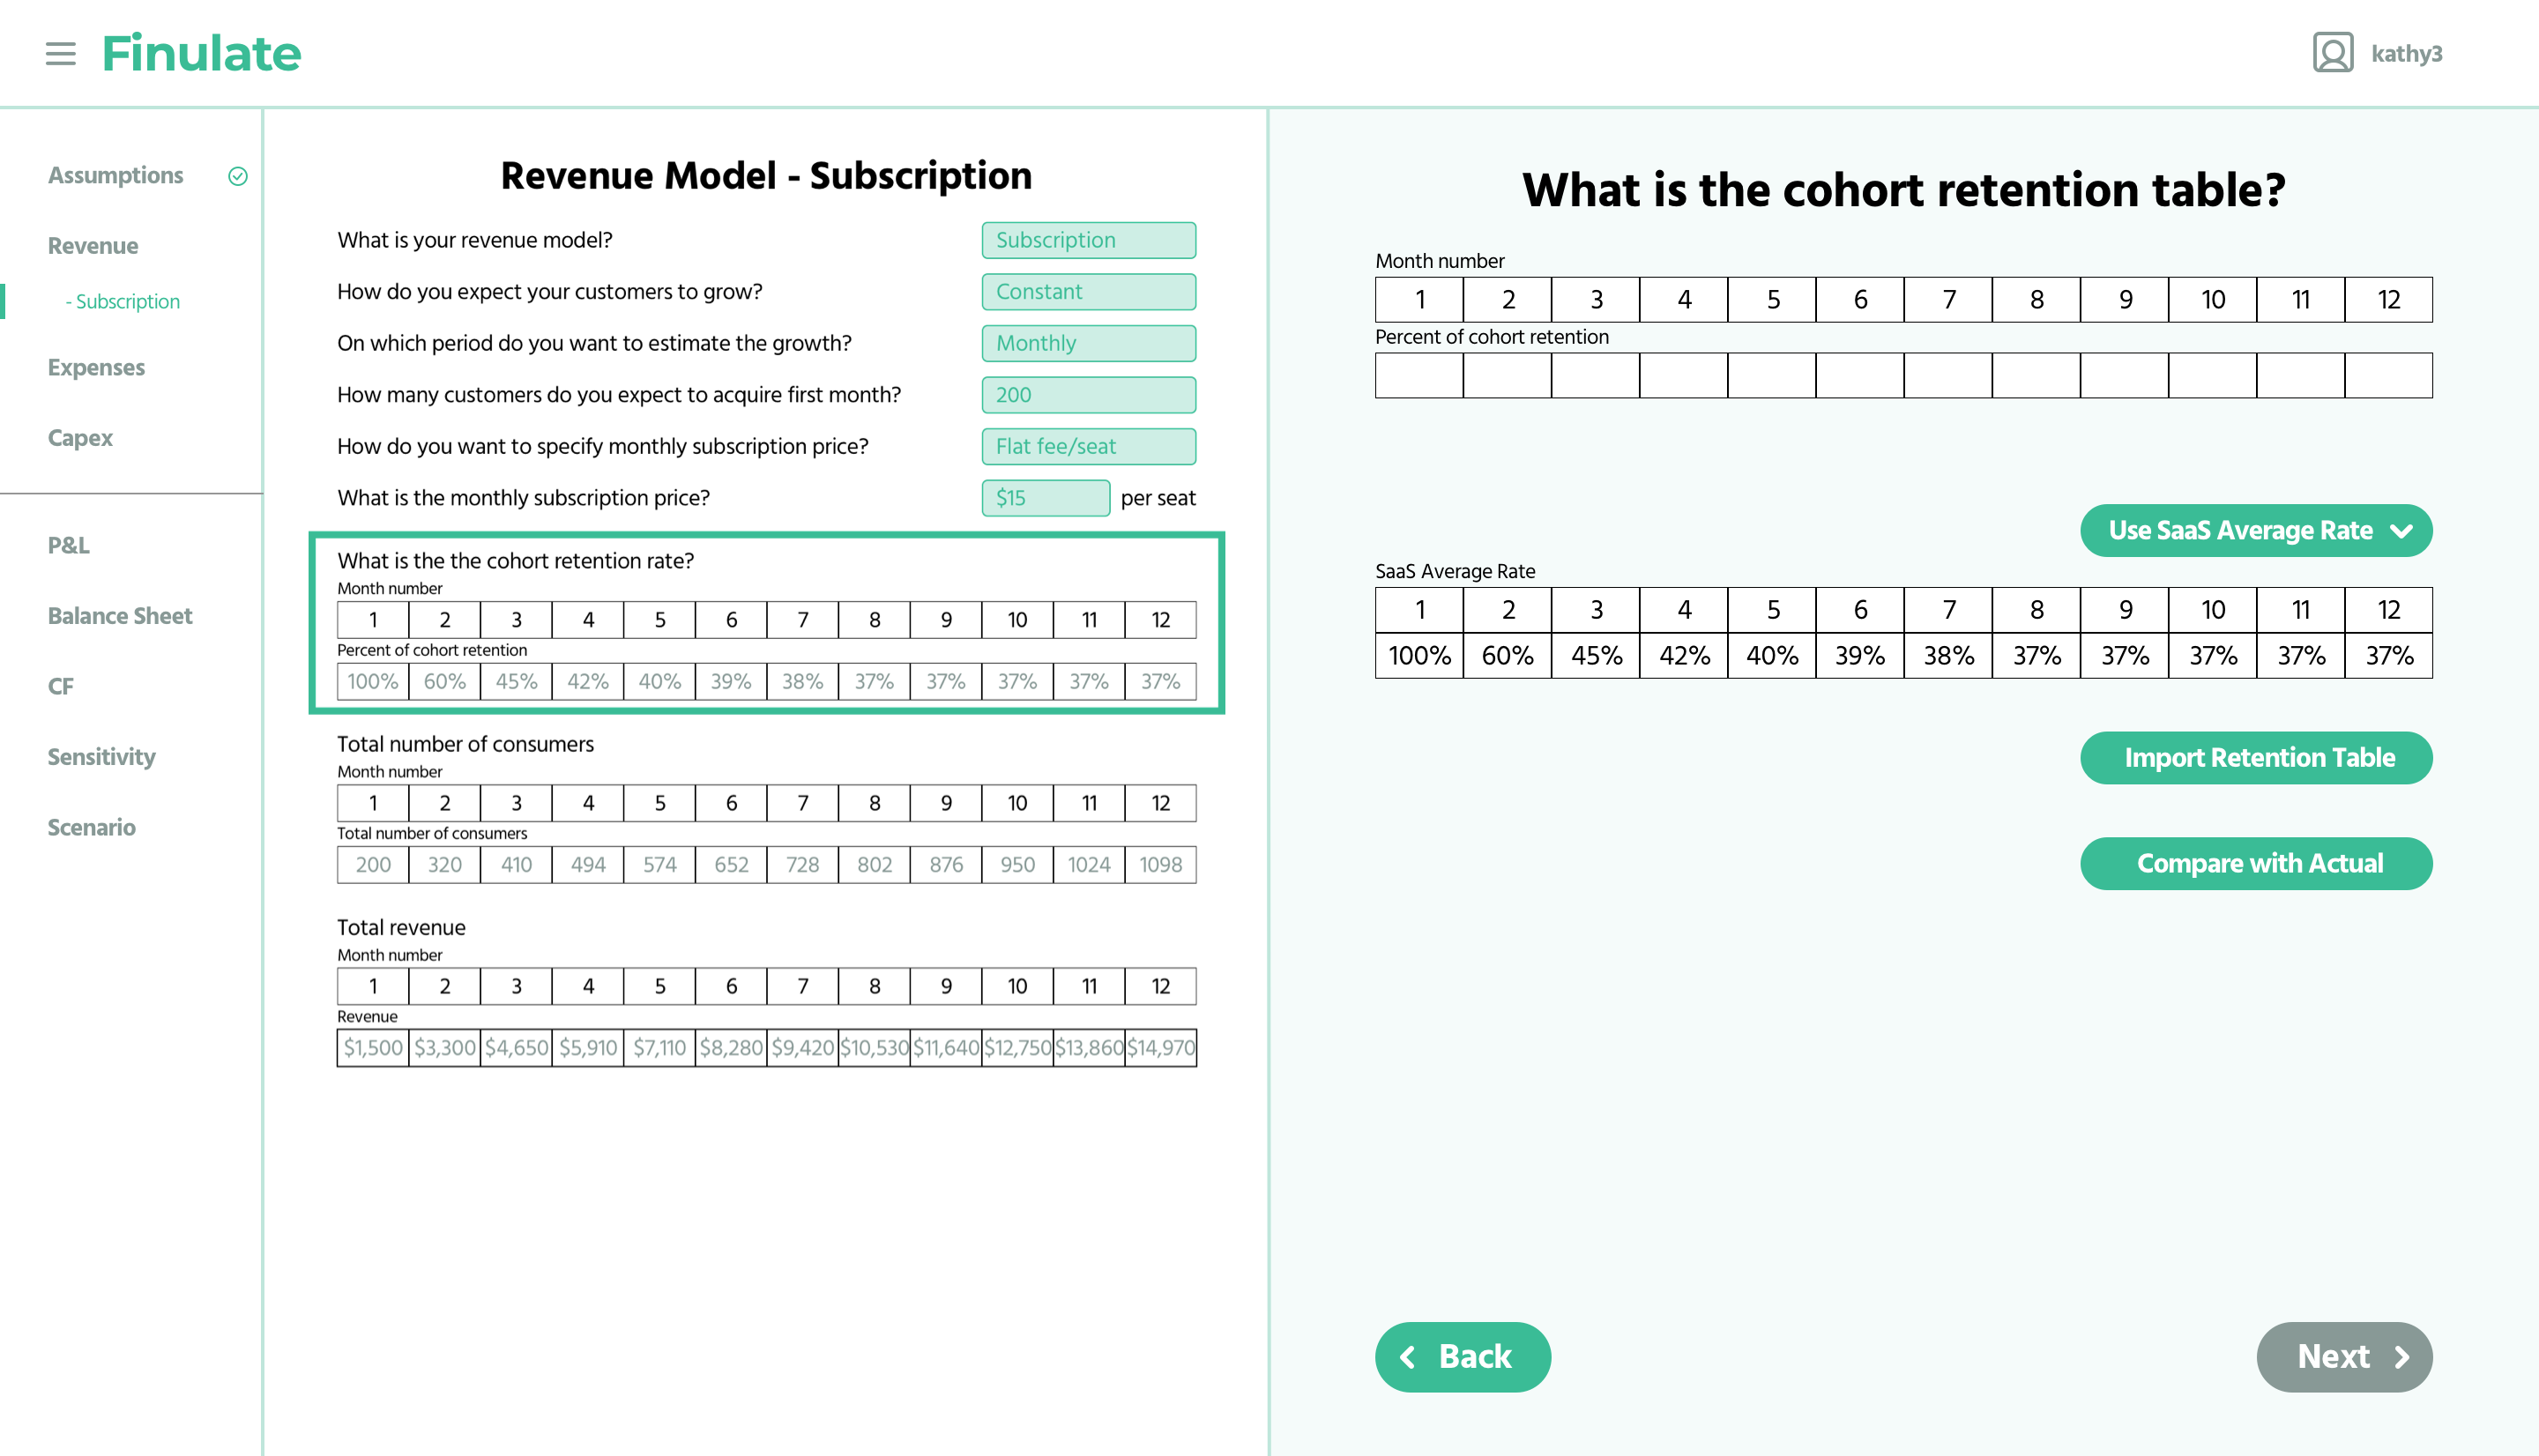 Finulate
kathy3
Assumptions
Revenue
- Subscription
Expenses
Capex
P&L
Balance Sheet
CF
Sensitivity
Scenario
Revenue Model - Subscription
What is your revenue model? Subscription
How do you expect your customers to grow? Constant
On which period do you want to estimate the growth? Monthly
How many customers do you expect to acquire first month? 200
How do you want to specify monthly subscription price? Flat fee/seat
What is the monthly subscription price? $15 per seat
What is the the cohort retention rate?
Month number
1 2 3 4 5 6 7 8 9 10 11 12
Percent of cohort retention
100% 60% 45% 42% 40% 39% 38% 37% 37% 37% 37% 37%
Total number of consumers
Month number
1 2 3 4 5 6 7 8 9 10 11 12
Total number of consumers
200 320 410 494 574 652 728 802 876 950 1024 1098
Total revenue
Month number
1 2 3 4 5 6 7 8 9 10 11 12
Revenue
$1,500 $3,300 $4,650 $5,910 $7,110 $8,280 $9,420 $10,530 $11,640 $12,750 $13,860 $14,970
What is the cohort retention table?
Month number
1 2 3 4 5 6 7 8 9 10 11 12
Percent of cohort retention
Use SaaS Average Rate
SaaS Average Rate
1 2 3 4 5 6 7 8 9 10 11 12
100% 60% 45% 42% 40% 39% 38% 37% 37% 37% 37% 37%
Import Retention Table
Compare with Actual
Back
Next